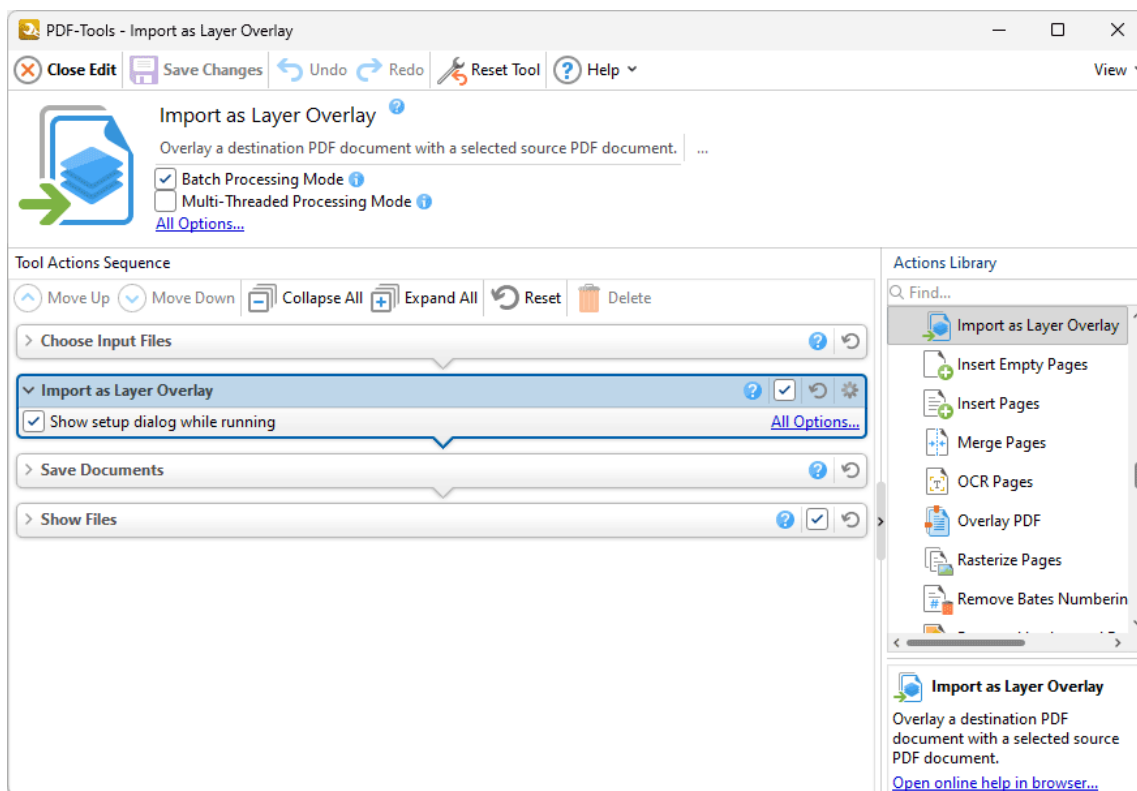 PDF-Tools - Import as Layer Overlay
Close Edit Save Changes Undo Redo Reset Tool ? Help View
Import as Layer Overlay ?
Overlay a destination PDF document with a selected source PDF document. ...
Batch Processing Mode i
Multi-Threaded Processing Mode i
All Options...
Tool Actions Sequence
Move Up Move Down Collapse All Expand All Reset Delete
Choose Input Files ?
Import as Layer Overlay ?
Show setup dialog while running All Options...
Save Documents ?
Show Files ?
Actions Library
Find...
Import as Layer Overlay
Insert Empty Pages
Insert Pages
Merge Pages
OCR Pages
Overlay PDF
Rasterize Pages
Remove Bates Numberin
Import as Layer Overlay
Overlay a destination PDF
document with a selected source
PDF document.
Open online help in browser...